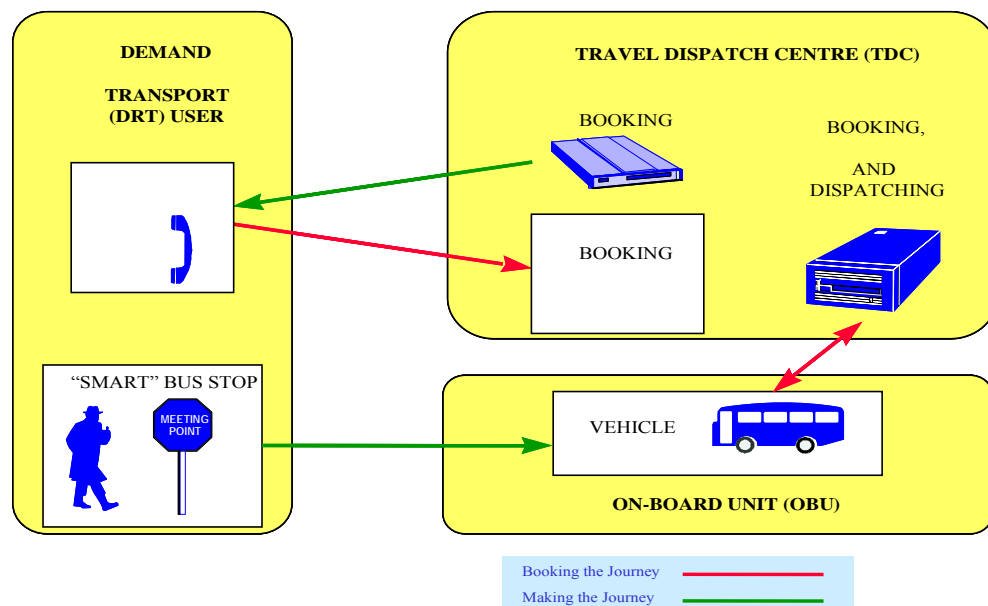 DEMAND
TRANSPORT
(DRT) USER
“SMART” BUS STOP
MEETING
POINT
TRAVEL DISPATCH CENTRE (TDC)
BOOKING
BOOKING,
AND
DISPATCHING
BOOKING
VEHICLE
ON-BOARD UNIT (OBU)
Booking the Journey
Making the Journey